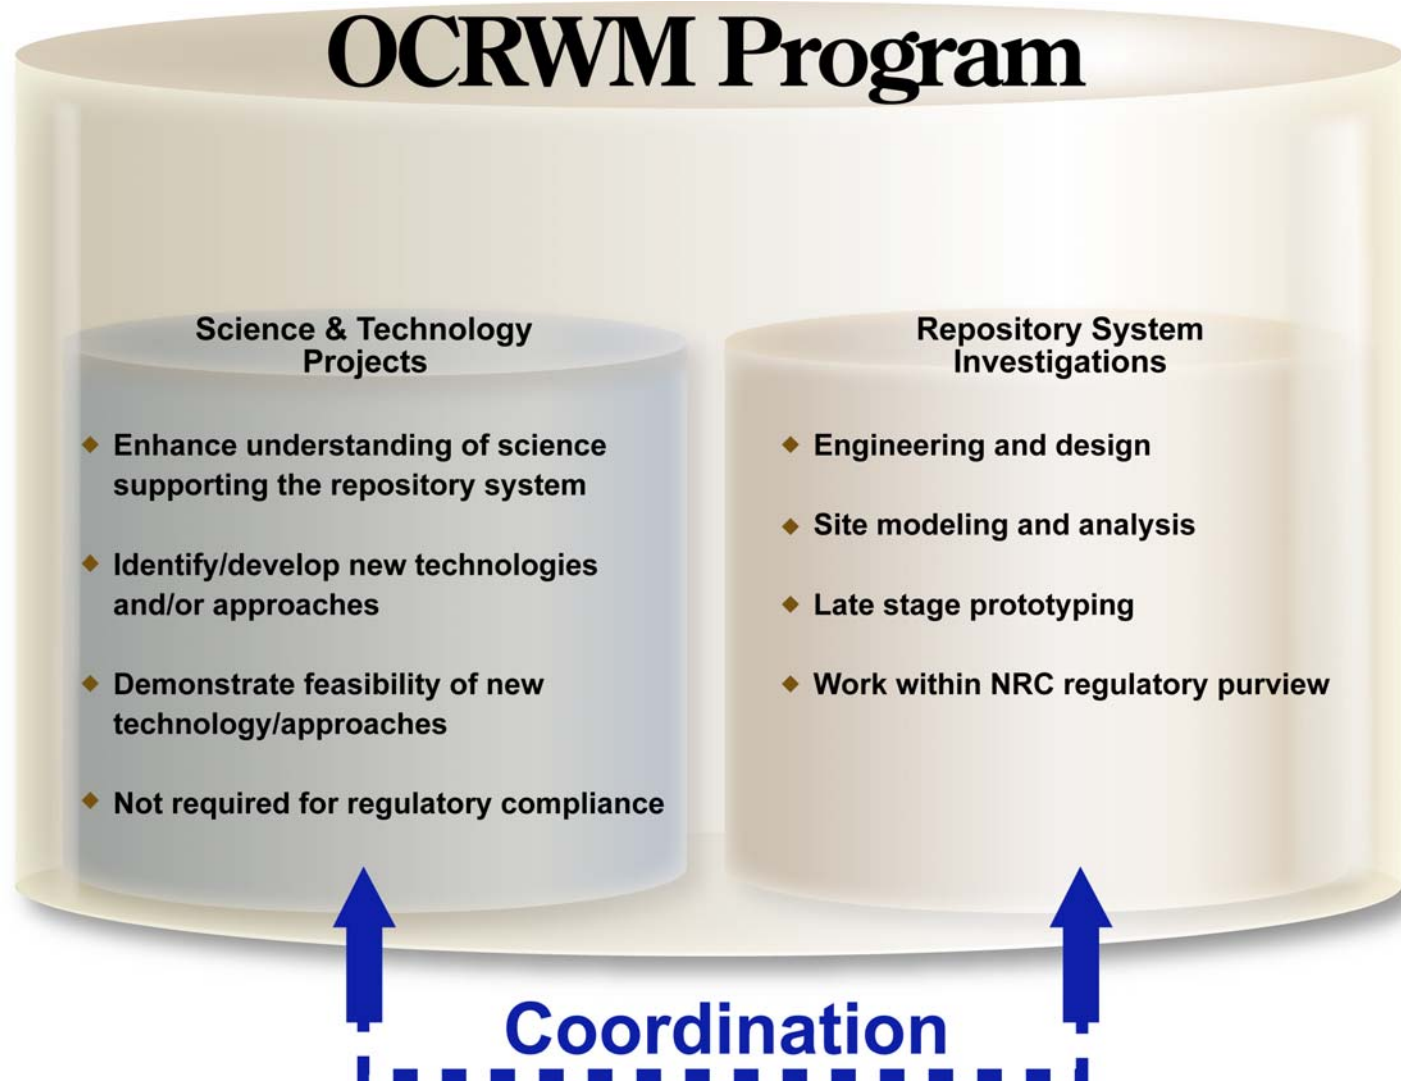 OCRWM Program
Science & Technology
Projects
Enhance understanding of science
supporting the repository system
Identify/develop new technologies
and/or approaches
Demonstrate feasibility of new
technology/approaches
Not required for regulatory compliance
Repository System
Investigations
Engineering and design
Site modeling and analysis
Late stage prototyping
Work within NRC regulatory purview
Coordination